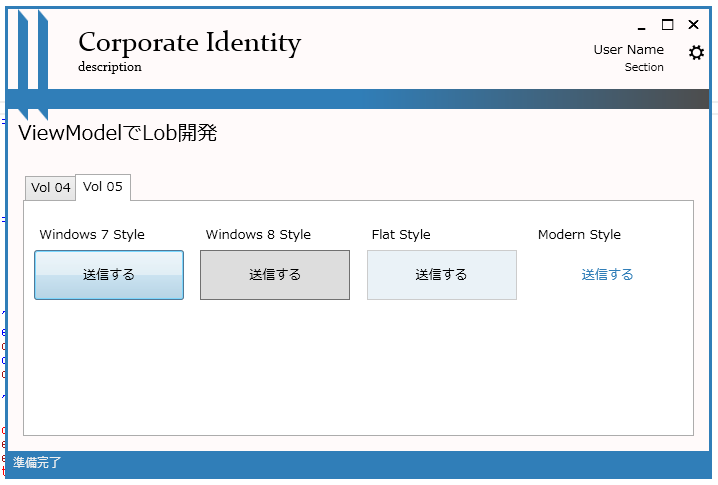 Corporate Identity
description
User Name
Section
ViewModelでLob開発
Vol 04
Vol 05
Windows 7 Style
Windows 8 Style
Flat Style
Modern Style
送信する
送信する
送信する
送信する
準備完了